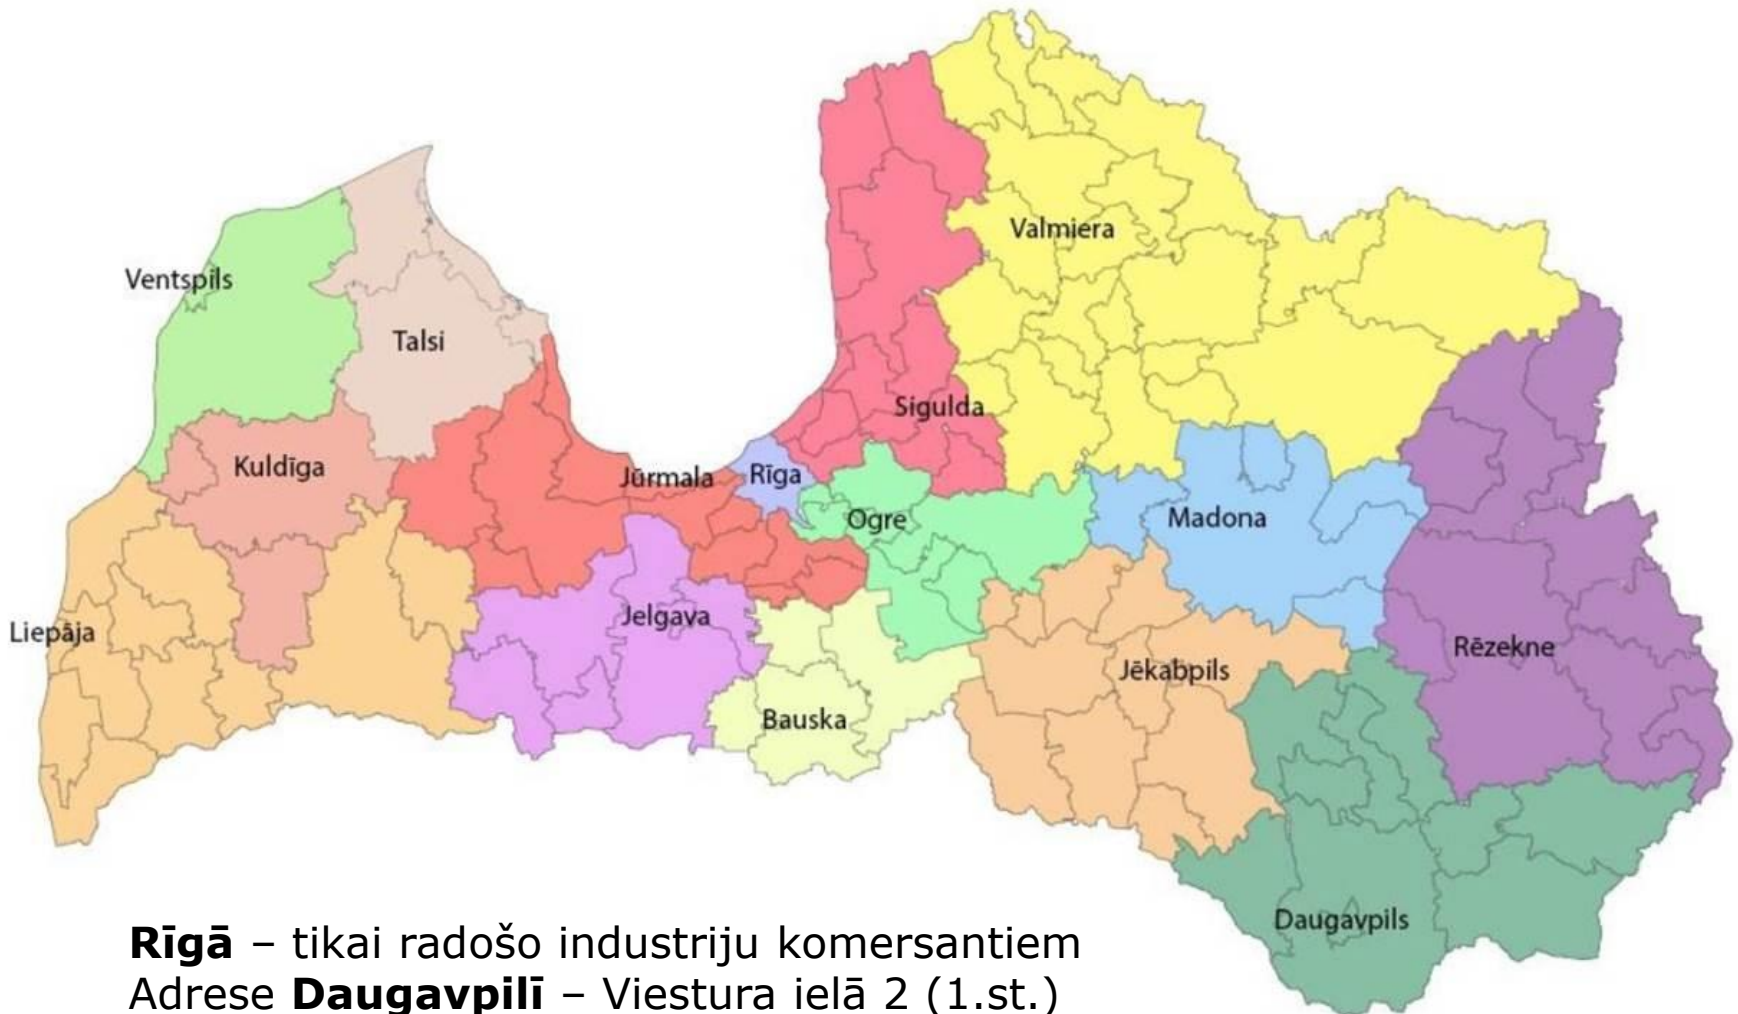 Valmiera
Ventspils
Talsi
Sigulda
Kuldīga
Jūrmala
Rīga
Ogre
Madona
Liepāja
Jelgava
Rēzekne
Jēkabpils
Bauska
Daugavpils
Rīgā – tikai radošo industriju komersantiem
Adrese Daugavpilī – Viestura ielā 2 (1.st.)